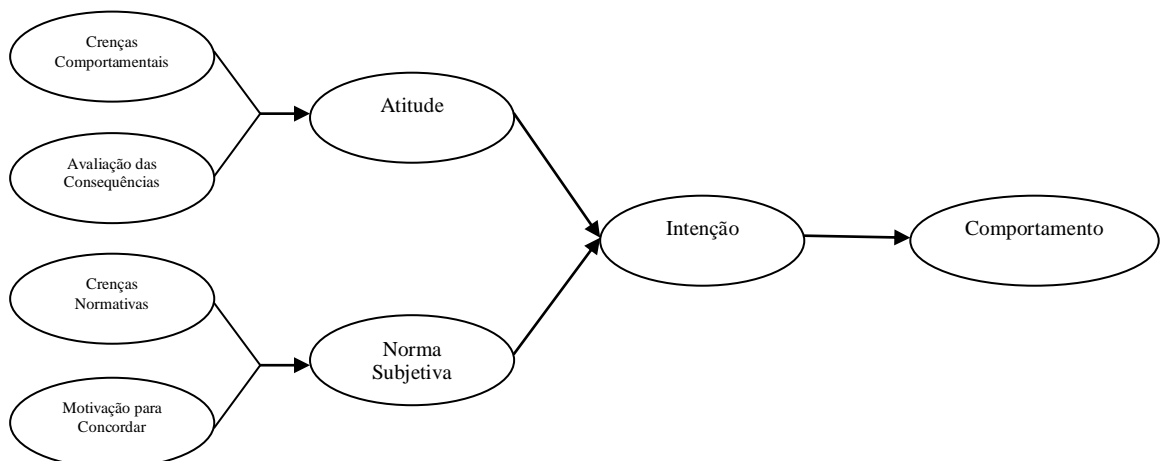 Crenças
Comportamentais
Atitude
Avaliação das
Consequências
Intenção
Comportamento
Crenças
Normativas
Norma
Subjetiva
Motivação para
Concordar